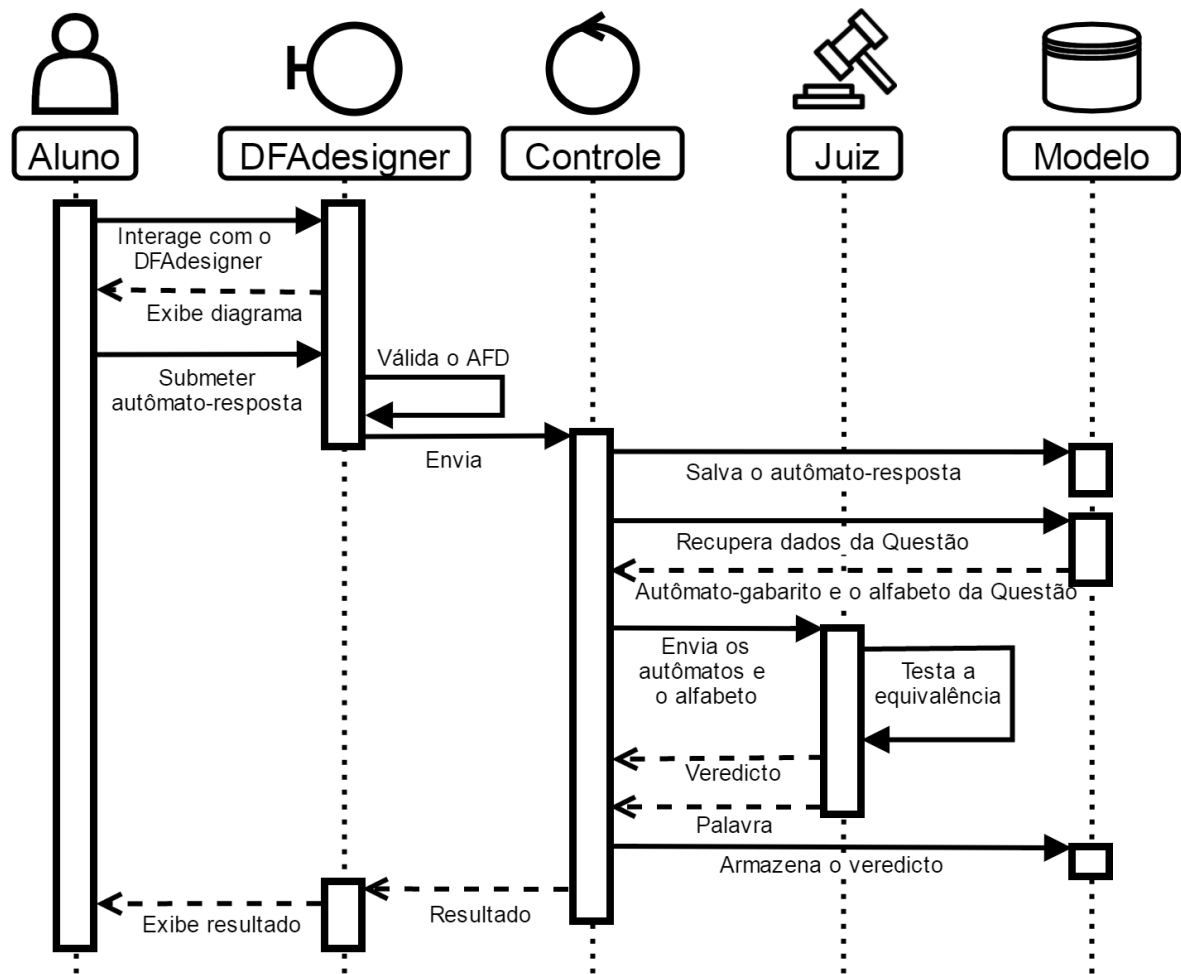 Aluno
DFAdesigner
Controle
Juiz
Modelo
Interage com o
DFAdesigner
Exibe diagrama
Submeter
autômato-resposta
Válida o AFD
Envia
Salva o autômato-resposta
Recupera dados da Questão
Autômato-gabarito e o alfabeto da Questão
Envia os
autômatos e
o alfabeto
Testa a
equivalência
Veredicto
Palavra
Armazena o veredicto
Resultado
Exibe resultado